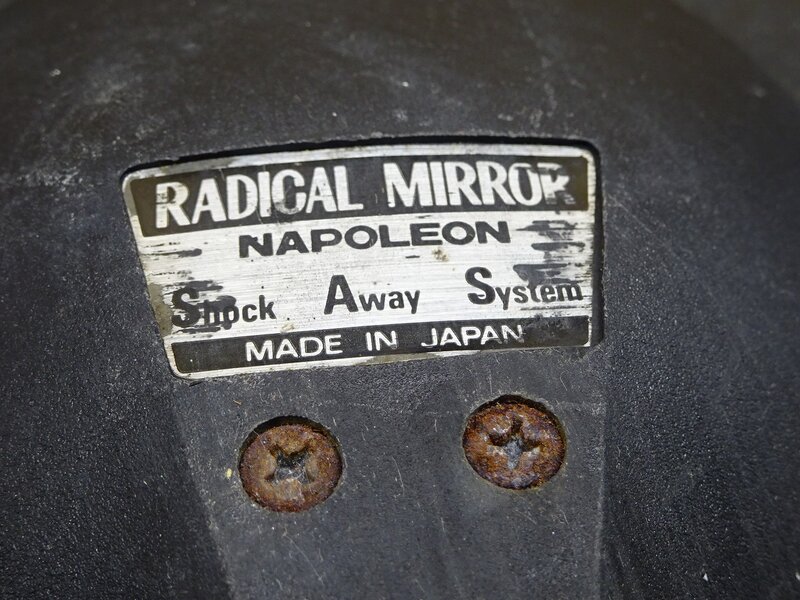 RADICAL MIRROR
NAPOLEON
Shock Away System
MADE IN JAPAN